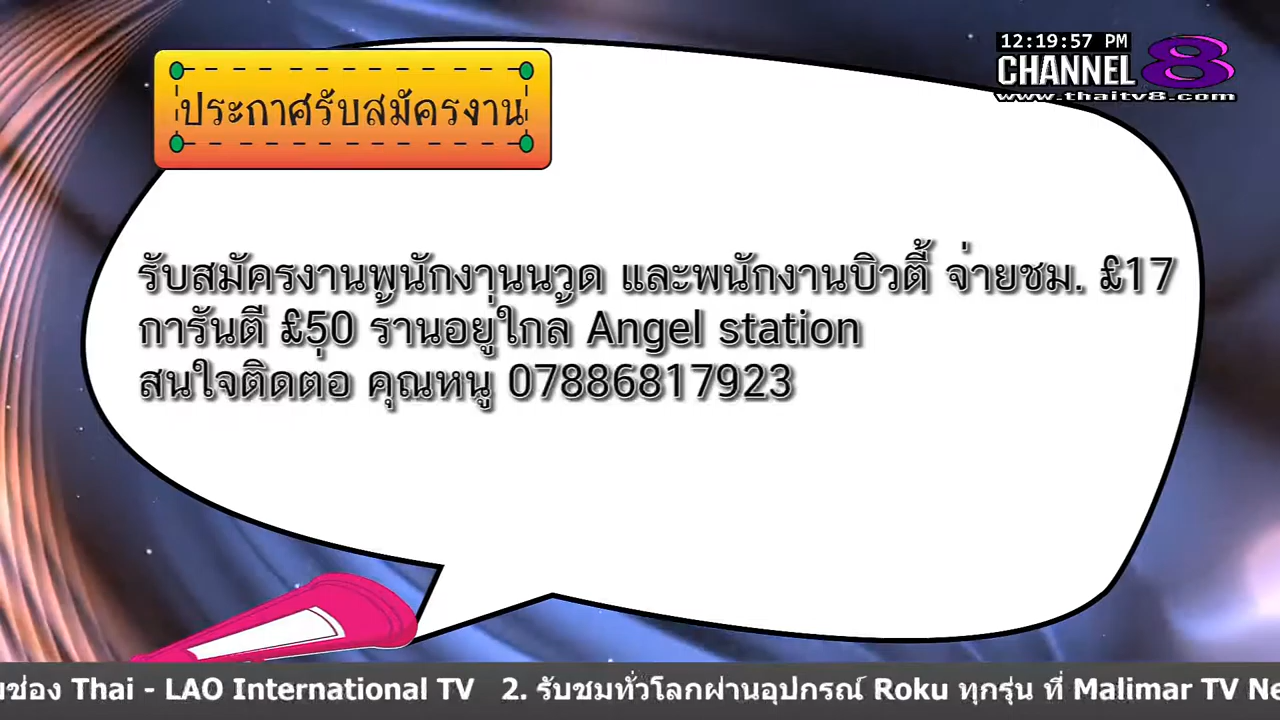 12:19:57 PM
CHANNEL 8
www.thaitv8.com
ประกาศรับสมัครงาน
รับสมัครงานพนักงานนวด และพนักงานบิวตี้ จ่ายชม. £17
การันตี £50 ร้านอยู่ใกล้ Angel station
สนใจติดต่อ คุณหนู 07886817923
ช่อง Thai - LAO International TV 2. รับชมทั่วโลกผ่านอุปกรณ์ Roku ทุกรุ่น ที่ Malimar TV